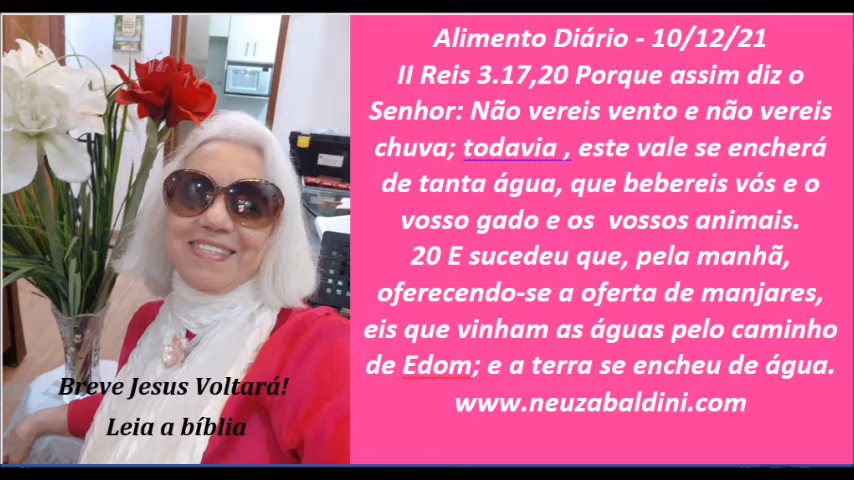 Alimento Diário - 10/12/21
II Reis 3.17,20 Porque assim diz o
Senhor: Não vereis vento e não vereis
chuva; todavia , este vale se encherá
de tanta água, que bebereis vós e o
vosso gado e os  vossos animais.
20 E sucedeu que, pela manhã,
oferecendo-se a oferta de manjares,
eis que vinham as águas pelo caminho
de Edom; e a terra se encheu de água.
www.neuzabaldini.com
Breve Jesus Voltará!
Leia a bíblia